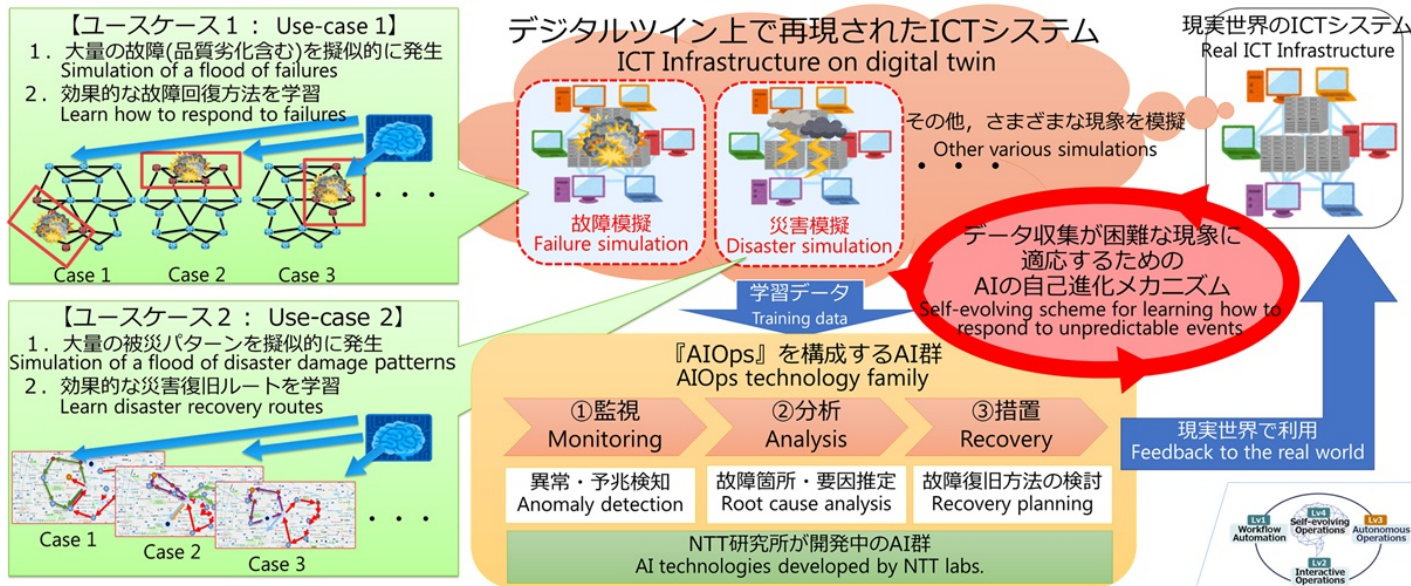 【ユースケース1： Use-case 1】
1．大量の故障(品質劣化含む)を擬似的に発生
Simulation of a flood of failures
2．効果的な故障回復方法を学習
Learn how to respond to failures
・・・
Case 1
Case 2
Case 3
【ユースケース2： Use-case 2】
1．大量の被災パターンを擬似的に発生
Simulation of a flood of disaster damage patterns
2．効果的な災害復旧ルートを学習
Learn disaster recovery routes
・・・
Case 1
Case 2
Case 3
デジタルツイン上で再現されたICTシステム
ICT Infrastructure on digital twin
故障模擬
Failure simulation
災害模擬
Disaster simulation
その他，さまざまな現象を模擬
Other various simulations
・・・
現実世界のICTシステム
Real ICT Infrastructure
データ収集が困難な現象に
適応するための
AIの自己進化メカニズム
Self-evolving scheme for learning how to
respond to unpredictable events
学習データ
Training data
『AIOps』を構成するAI群
AIOps technology family
①監視
Monitoring
②分析
Analysis
③措置
Recovery
異常・予兆検知
Anomaly detection
故障箇所・要因推定
Root cause analysis
故障復旧方法の検討
Recovery planning
NTT研究所が開発中のAI群
AI technologies developed by NTT labs.
現実世界で利用
Feedback to the real world
Lv1
Workflow
Automation
Lv4
Self-evolving
Operations
Lv3
Autonomous
Operations
Lv2
Interactive
Operations